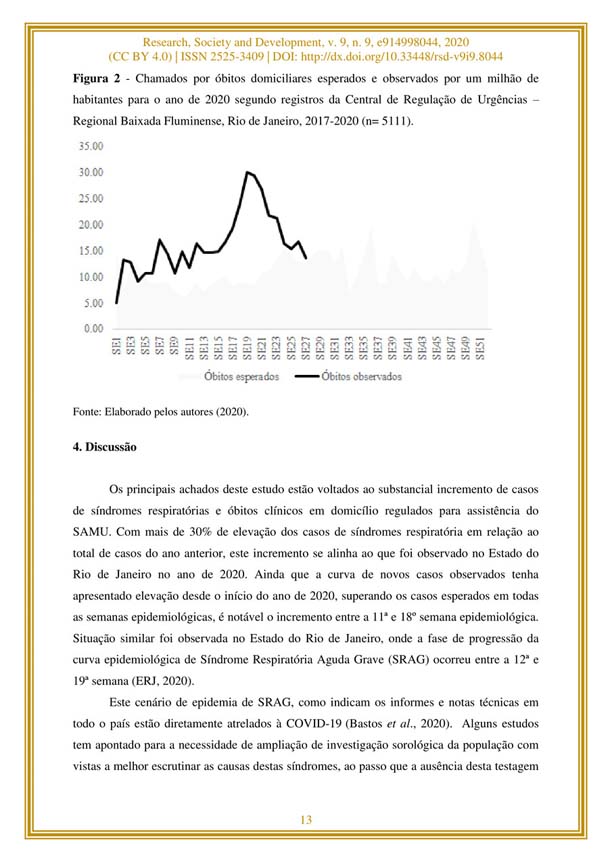 Research, Society and Development, v. 9, n. 9, e914998044, 2020
(CC BY 4.0) | ISSN 2525-3409 | DOI: http://dx.doi.org/10.33448/rsd-v9i9.8044
Figura 2 - Chamados por óbitos domiciliares esperados e observados por um milhão de
habitantes para o ano de 2020 segundo registros da Central de Regulação de Urgências –
Regional Baixada Fluminense, Rio de Janeiro, 2017-2020 (n= 5111).
35.00
30.00
25.00
20.00
15.00
10.00
5.00
0.00
SE1 SE3 SE5 SE7 SE9 SE11 SE13 SE15 SE17 SE19 SE21 SE23 SE25 SE27 SE29 SE31 SE33 SE35 SE37 SE39 SE41 SE43 SE45 SE47 SE49 SE51
Óbitos esperados Óbitos observados
Fonte: Elaborado pelos autores (2020).
4. Discussão
Os principais achados deste estudo estão voltados ao substancial incremento de casos
de síndromes respiratórias e óbitos clínicos em domicílio regulados para assistência do
SAMU. Com mais de 30% de elevação dos casos de síndromes respiratória em relação ao
total de casos do ano anterior, este incremento se alinha ao que foi observado no Estado do
Rio de Janeiro no ano de 2020. Ainda que a curva de novos casos observados tenha
apresentado elevação desde o início do ano de 2020, superando os casos esperados em todas
as semanas epidemiológicas, é notável o incremento entre a 11ª e 18º semana epidemiológica.
Situação similar foi observada no Estado do Rio de Janeiro, onde a fase de progressão da
curva epidemiológica de Síndrome Respiratória Aguda Grave (SRAG) ocorreu entre a 12ª e
19ª semana (ERJ, 2020).
Este cenário de epidemia de SRAG, como indicam os informes e notas técnicas em
todo o país estão diretamente atrelados à COVID-19 (Bastos et al., 2020). Alguns estudos
tem apontado para a necessidade de ampliação de investigação sorológica da população com
vistas a melhor escrutinar as causas destas síndromes, ao passo que a ausência desta testagem
13